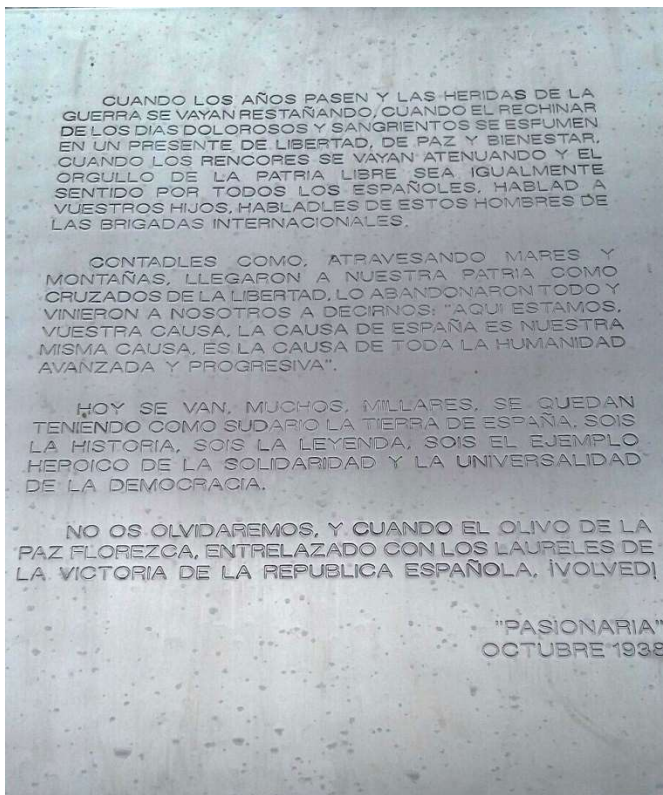 CUANDO LOS AÑOS PASEN Y LAS HERIDAS DE LA
GUERRA SE VAYAN RESTAÑANDO, CUANDO EL RECHINAR
DE LOS DIAS DOLOROSOS Y SANGRIENTOS SE ESFUMEN
EN UN PRESENTE DE LIBERTAD, DE PAZ Y BIENESTAR,
CUANDO LOS RENCORES SE VAYAN ATENUANDO Y EL
ORGULLO DE LA PATRIA LIBRE SEA IGUALMENTE
SENTIDO POR TODOS LOS ESPAÑOLES, HABLAD A
VUESTROS HIJOS, HABLADLES DE ESTOS HOMBRES DE
LAS BRIGADAS INTERNACIONALES.
CONTADLES COMO, ATRAVESANDO MARES Y
MONTAÑAS, LLEGARON A NUESTRA PATRIA COMO
CRUZADOS DE LA LIBERTAD, LO ABANDONARON TODO Y
VINIERON A NOSOTROS A DECIRNOS: "AQUI ESTAMOS,
VUESTRA CAUSA, LA CAUSA DE ESPAÑA ES NUESTRA
MISMA CAUSA, ES LA CAUSA DE TODA LA HUMANIDAD
AVANZADA Y PROGRESIVA".
HOY SE VAN, MUCHOS, MILLARES, SE QUEDAN
TENIENDO COMO SUDARIO LA TIERRA DE ESPAÑA, SOIS
LA HISTORIA, SOIS LA LEYENDA, SOIS EL EJEMPLO
HEROICO DE LA SOLIDARIDAD Y LA UNIVERSALIDAD
DE LA DEMOCRACIA.
NO OS OLVIDAREMOS, Y CUANDO EL OLIVO DE LA
PAZ FLOREZCA, ENTRELAZADO CON LOS LAURELES DE
LA VICTORIA DE LA REPUBLICA ESPAÑOLA, ¡VOLVED!
"PASIONARIA"
OCTUBRE 1938